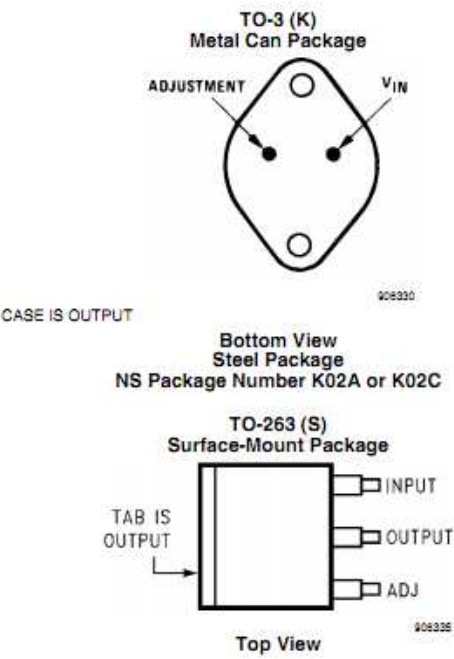 TO-3 (K)
Metal Can Package
ADJUSTMENT
VIN
906330
CASE IS OUTPUT
Bottom View
Steel Package
NS Package Number K02A or K02C
TO-263 (S)
Surface-Mount Package
TAB IS
OUTPUT
INPUT
OUTPUT
ADJ
906335
Top View